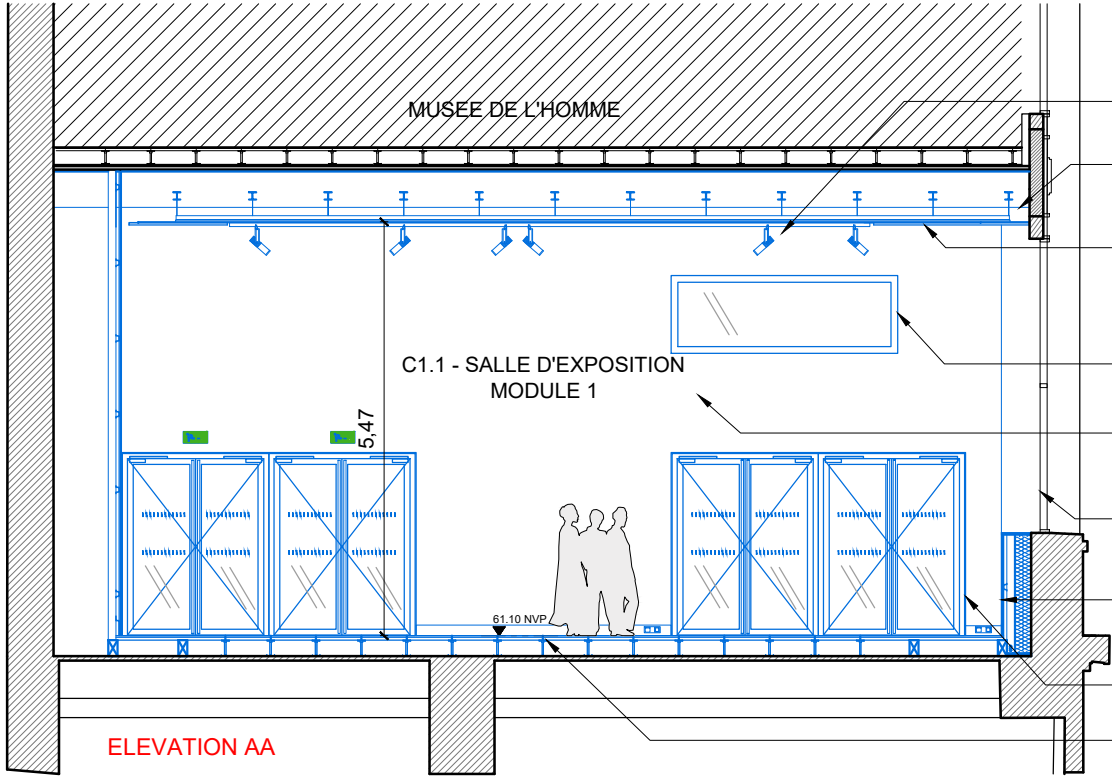 MUSEE DE L'HOMME
C1.1 - SALLE D'EXPOSITION
MODULE 1
5,47
61.10 NVP
ELEVATION AA